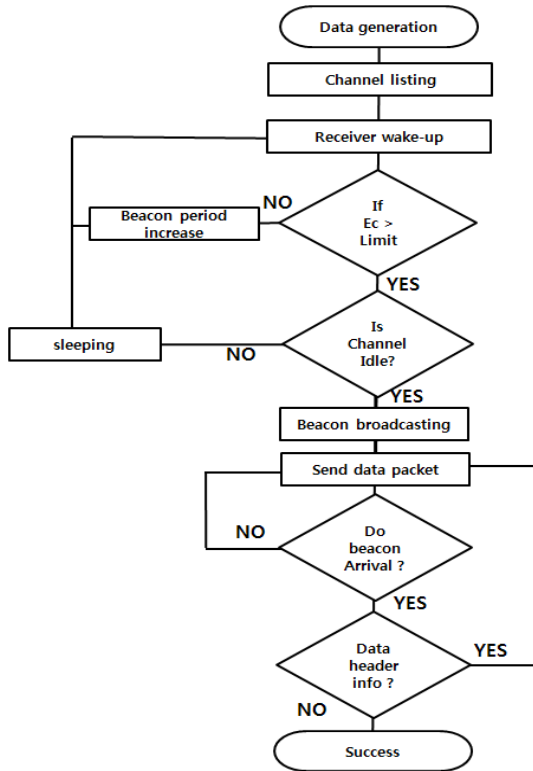 Data generation
Channel listing
Receiver wake-up
NO
If
Ec >
Limit
Beacon period
increase
YES
Is
Channel
Idle?
sleeping
NO
YES
Beacon broadcasting
Send data packet
NO
Do
beacon
Arrival ?
YES
Data
header
info ?
YES
NO
Success